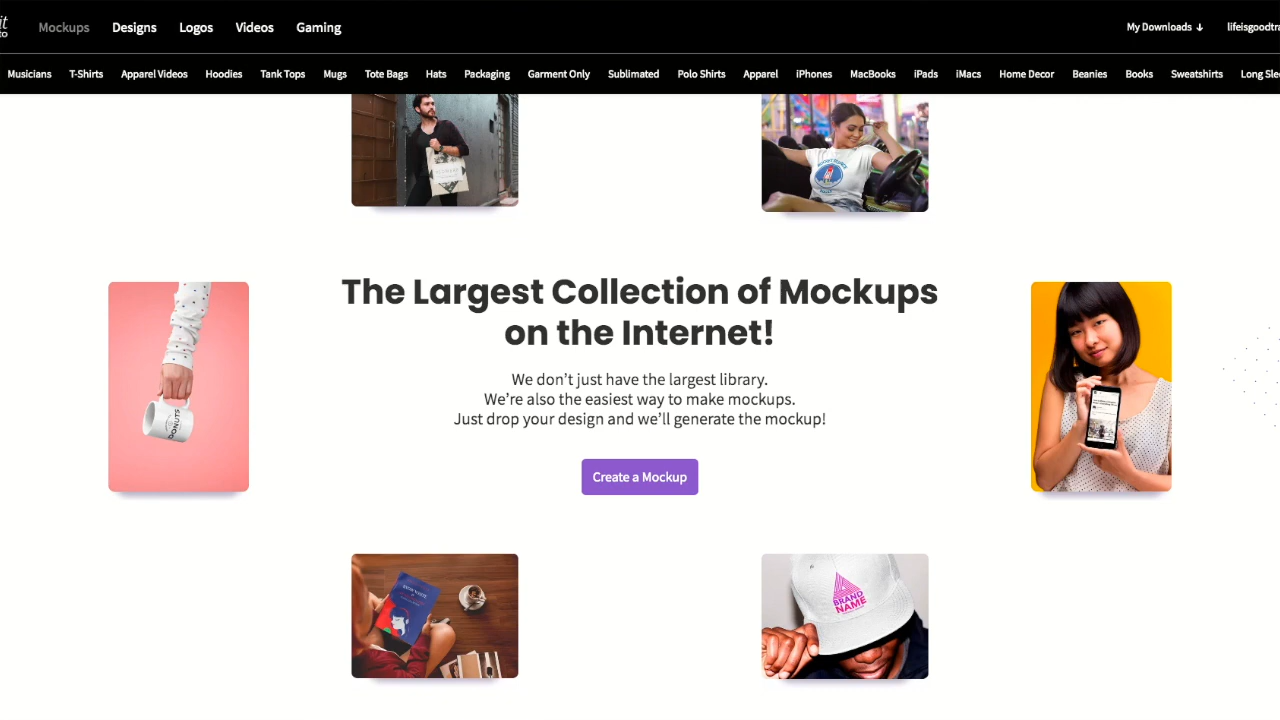 Mockups Designs Logos Videos Gaming My Downloads
Musicians T-Shirts Apparel Videos Hoodies Tank Tops Mugs Tote Bags Hats Packaging Garment Only Sublimated Polo Shirts Apparel iPhones MacBooks iPads iMacs Home Decor Beanies Books Sweatshirts Long
The Largest Collection of Mockups
on the Internet!
We don’t just have the largest library.
We’re also the easiest way to make mockups.
Just drop your design and we’ll generate the mockup!
DONUTS
Create a Mockup
BRAND
NAME